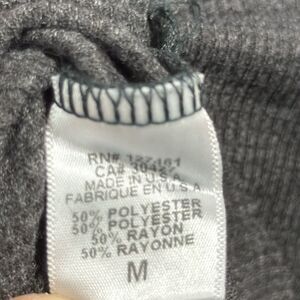 RN#
CA#
MADE IN U.S.A
FABRIQUE EN U.S.A
50% POLYESTER
50% POLYESTER
50% RAYON
50% RAYONNE
M